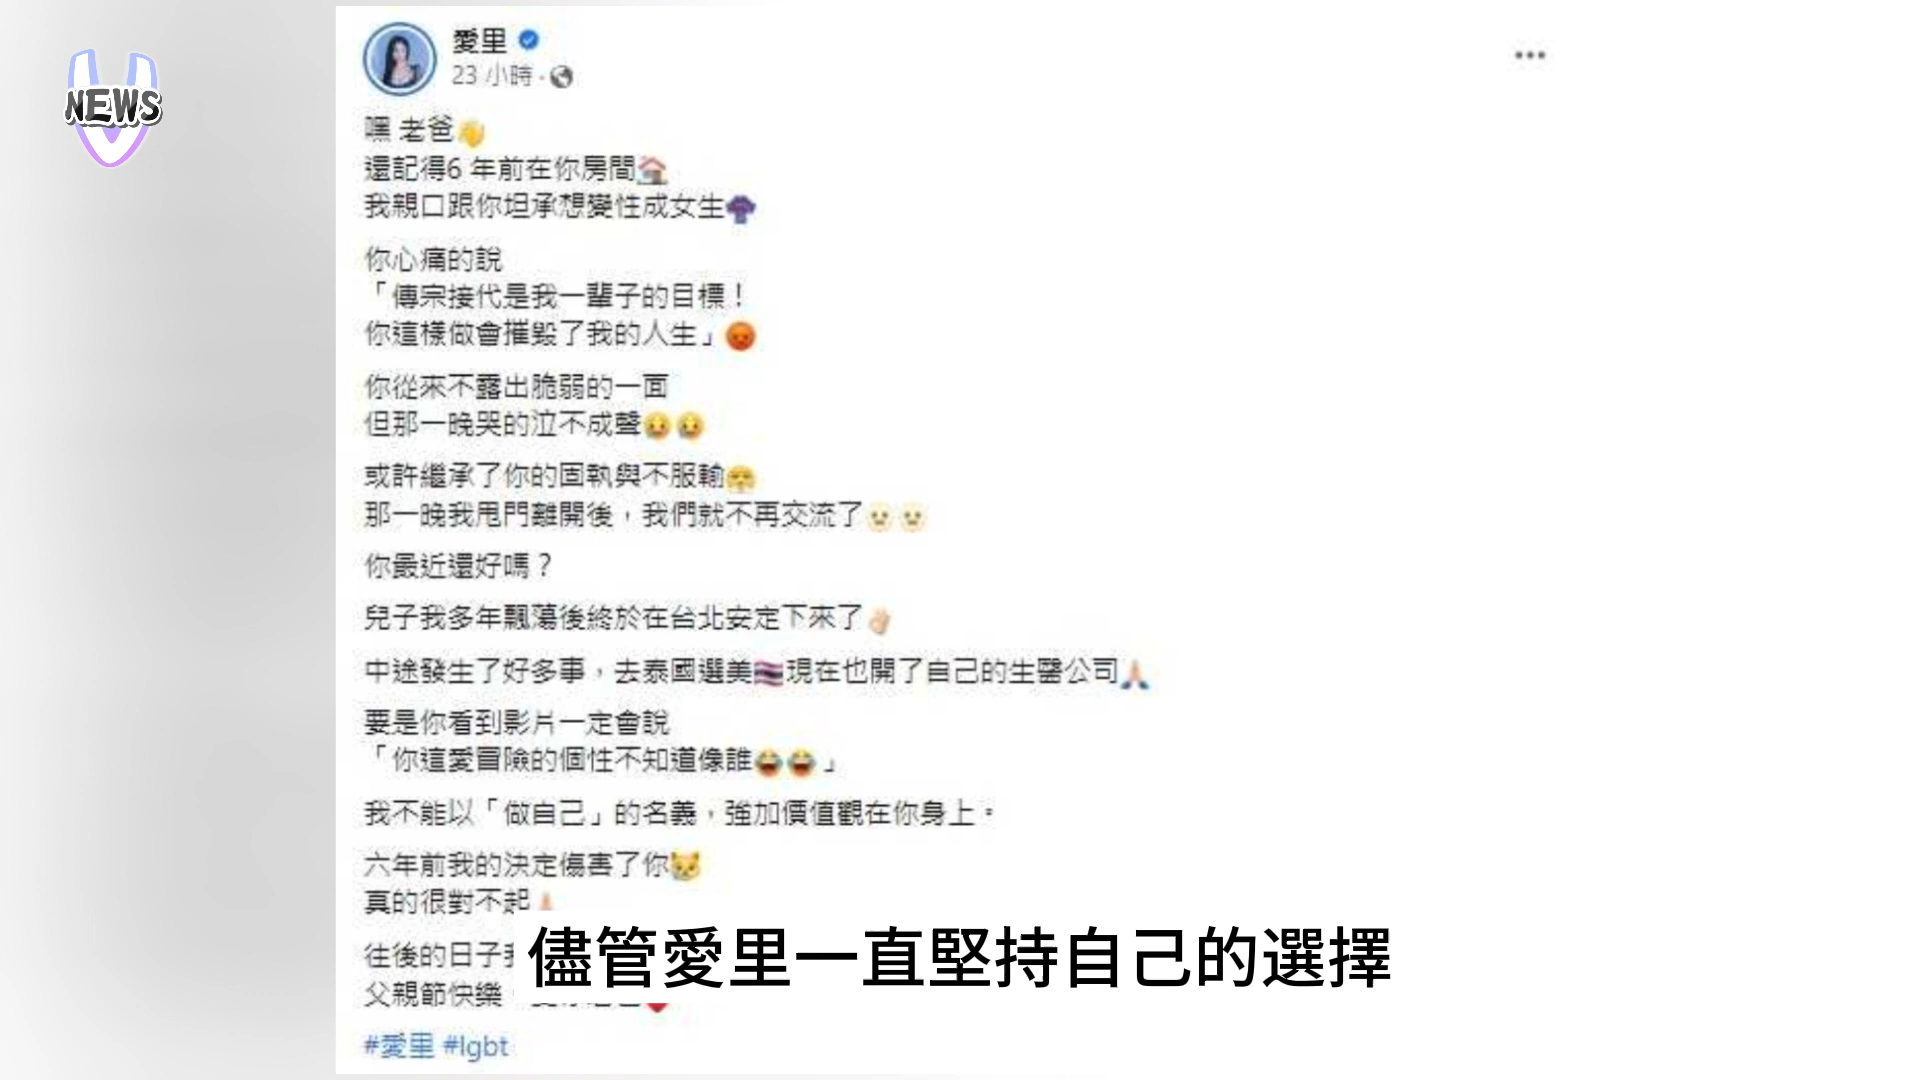 NEWS
愛里
23 小時 ·
嘿 老爸👋
還記得6 年前在你房間🏠
我親口跟你坦承想變性成女生
你心痛的說
「傳宗接代是我一輩子的目標！
你這樣做會摧毀了我的人生」😡
你從來不露出脆弱的一面
但那一晚哭的泣不成聲😢😢
或許繼承了你的固執與不服輸😤
那一晚我甩門離開後，我們就不再交流了
你最近還好嗎？
兒子我多年飄蕩後終於在台北安定下來了👌🏻
中途發生了好多事，去泰國選美🇹🇭現在也開了自己的生醫公司🙏🏻
要是你看到影片一定會說
「你這愛冒險的個性不知道像誰😂😂」
我不能以「做自己」的名義，強加價值觀在你身上。
六年前我的決定傷害了你😿
真的很對不起🙏🏻
往後的日子
父親節快樂
儘管愛里一直堅持自己的選擇
#愛里 #lgbt